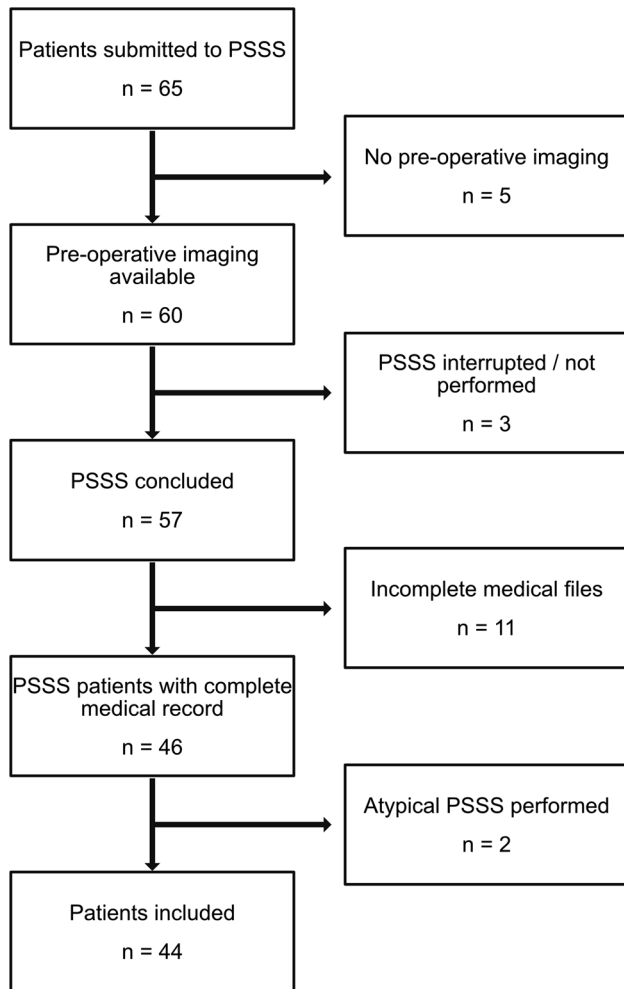 Patients submitted to PSSS
n = 65
No pre-operative imaging
n = 5
Pre-operative imaging
available
n = 60
PSSS interrupted / not
performed
n = 3
PSSS concluded
n = 57
Incomplete medical files
n = 11
PSSS patients with complete
medical record
n = 46
Atypical PSSS performed
n = 2
Patients included
n = 44